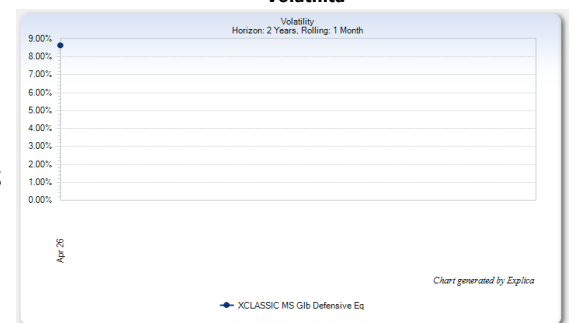 Volatility
Horizon: 2 Years, Rolling: 1 Month
9.00%
8.00%
7.00%
6.00%
5.00%
4.00%
3.00%
2.00%
1.00%
0.00%
Apr 26
Chart generated by Explica
XCLASSIC MS Glb Defensive Eq